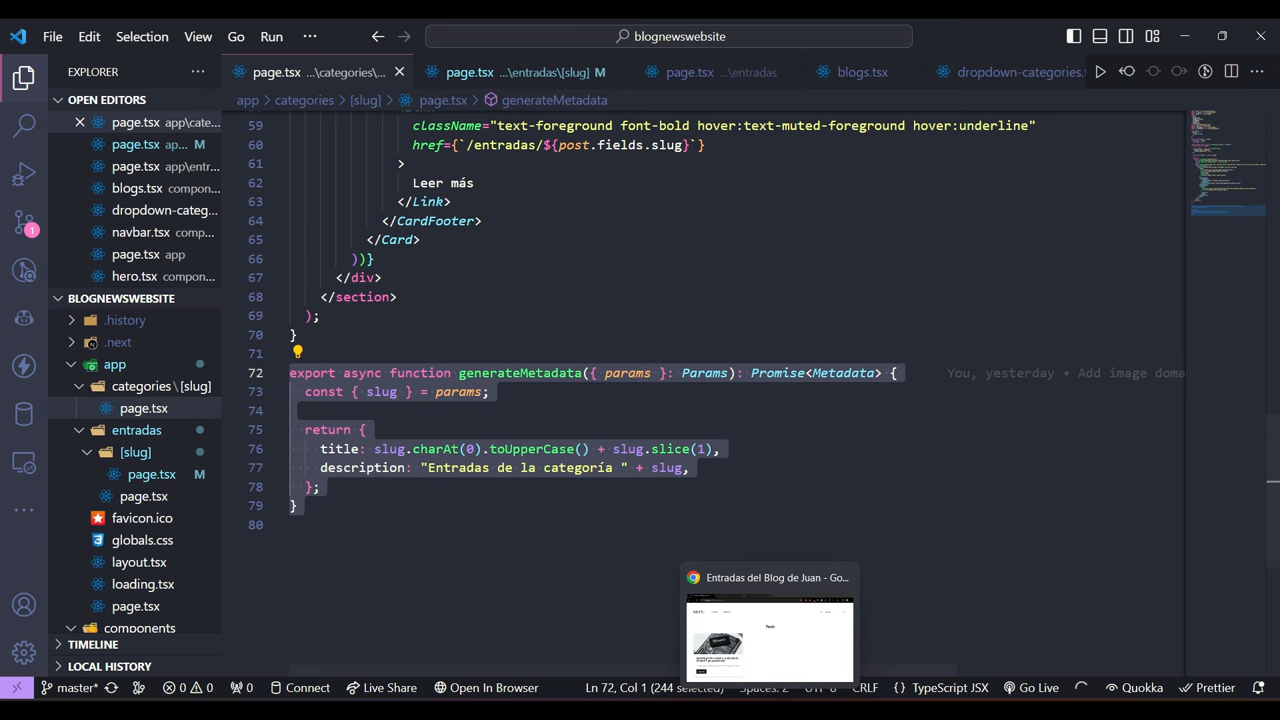 File Edit Selection View Go Run ··· blognewswebsite
EXPLORER ···
page.tsx ...\categories\...
page.tsx ...\entradas\[slug] M
page.tsx ...\entradas
blogs.tsx
dropdown-categories.t
app > categories > [slug] > page.tsx > generateMetadata
OPEN EDITORS
page.tsx app\cate...
page.tsx ap... M
page.tsx app\entr...
blogs.tsx compon...
dropdown-categ...
navbar.tsx comp...
page.tsx app
hero.tsx compon...
BLOGNEWSWEBSITE
.history
.next
app
categories\[slug]
page.tsx
entradas
[slug]
page.tsx M
page.tsx
favicon.ico
globals.css
layout.tsx
loading.tsx
components
TIMELINE
LOCAL HISTORY
59 className="text-foreground font-bold hover:text-muted-foreground hover:underline"
60 href={`/entradas/${post.fields.slug}`}
61 >
62 Leer más
63 </Link>
64 </CardFooter>
65 </Card>
66 ))}
67 </div>
68 </section>
69 );
70 }
71
72 export async function generateMetadata({ params }: Params): Promise<Metadata> { You, yesterday • Add image doma
73 const { slug } = params;
74
75 return {
76 title: slug.charAt(0).toUpperCase() + slug.slice(1),
77 description: "Entradas de la categoría " + slug,
78 };
79 }
80
Entradas del Blog de Juan - Go...
Tech
1
master* 0 0 0 Connect Live Share Open In Browser Ln 72, Col 1 (244 selected) Spaces: 2 UTF-8 CRLF {} TypeScript JSX Go Live Quokka Prettier